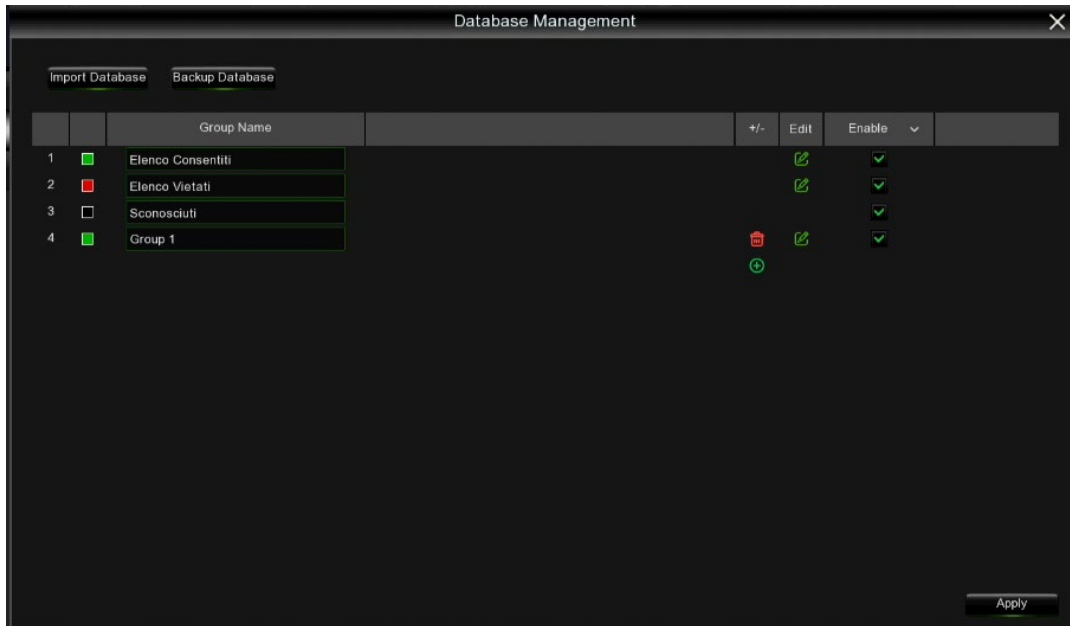 Database Management
Import Database Backup Database
Group Name +/- Edit Enable
1 Elenco Consentiti
2 Elenco Vietati
3 Sconosciuti
4 Group 1
Apply